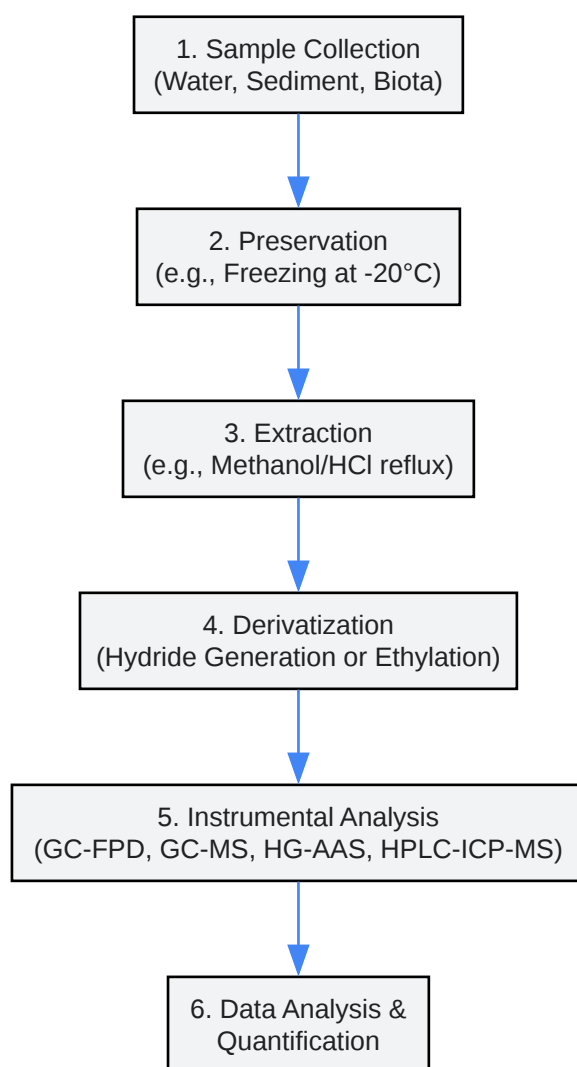 1. Sample Collection
(Water, Sediment, Biota)
2. Preservation
(e.g., Freezing at -20°C)
3. Extraction
(e.g., Methanol/HCl reflux)
4. Derivatization
(Hydride Generation or Ethylation)
5. Instrumental Analysis
(GC-FPD, GC-MS, HG-AAS, HPLC-ICP-MS)
6. Data Analysis &
Quantification